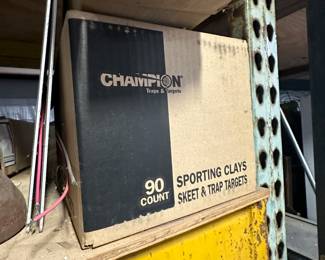 CHAMPION
Traps & Targets
90
COUNT
SPORTING CLAYS
SKEET & TRAP TARGETS